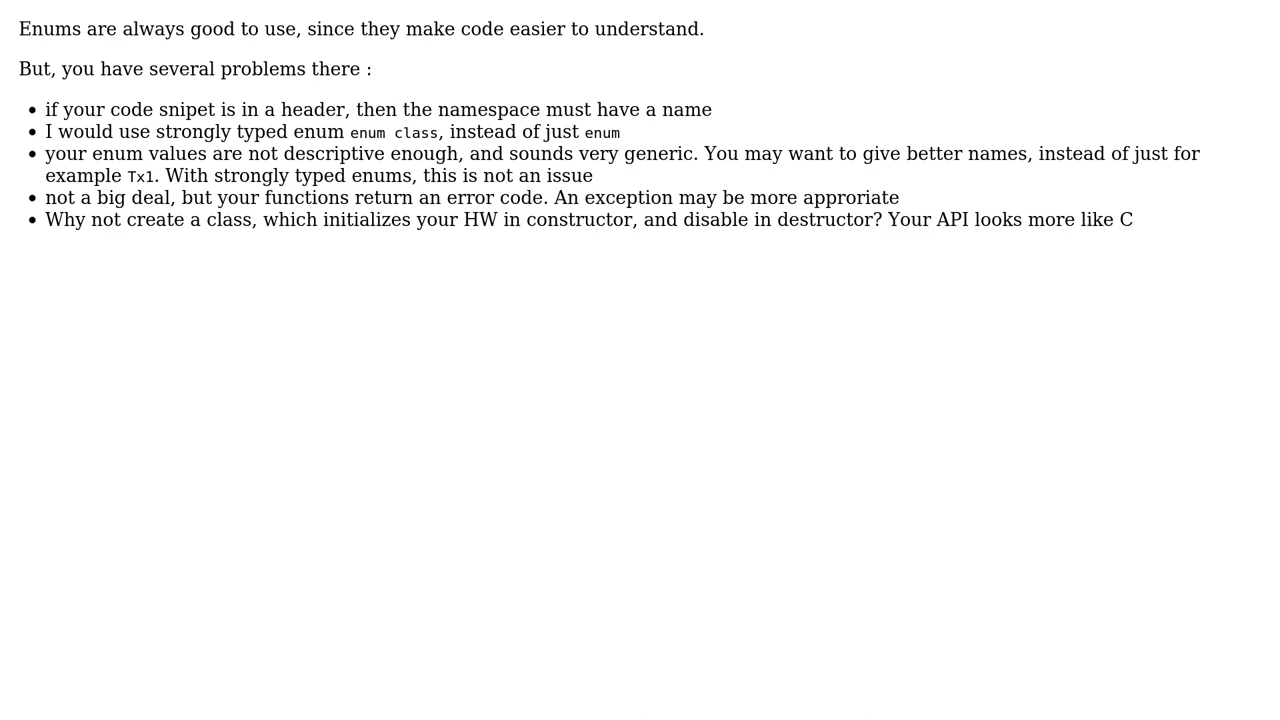 Enums are always good to use, since they make code easier to understand.
But, you have several problems there :
• if your code snipet is in a header, then the namespace must have a name
• I would use strongly typed enum enum class, instead of just enum
• your enum values are not descriptive enough, and sounds very generic. You may want to give better names, instead of just for
example Tx1. With strongly typed enums, this is not an issue
• not a big deal, but your functions return an error code. An exception may be more approriate
• Why not create a class, which initializes your HW in constructor, and disable in destructor? Your API looks more like C